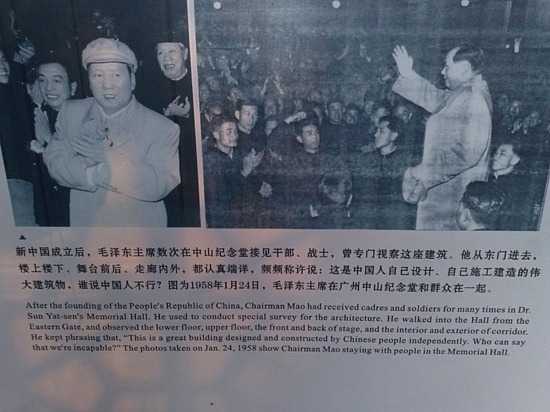 新中国成立后，毛泽东主席数次在中山纪念堂接见干部、战士，曾专门视察这座建筑。他从东门进去，
楼上楼下、舞台前后、走廊内外，都认真端详，频频称许说：这是中国人自己设计、自己施工建造的伟
大建筑物，谁说中国人不行？图为1958年1月24日，毛泽东主席在广州中山纪念堂和群众在一起。
After the founding of the People's Republic of China, Chairman Mao had received cadres and soldiers for many times in Dr.
Sun Yat-sen's Memorial Hall. He used to conduct special survey for the architecture. He walked into the Hall from the
Eastern Gate, and observed the lower floor, upper floor, the front and back of stage, and the interior and exterior of corridor.
He kept phrasing that, "This is a great building designed and constructed by Chinese people independently. Who can say
that we're incapable?" The photos taken on Jan. 24, 1958 show Chairman Mao staying with people in the Memorial Hall.